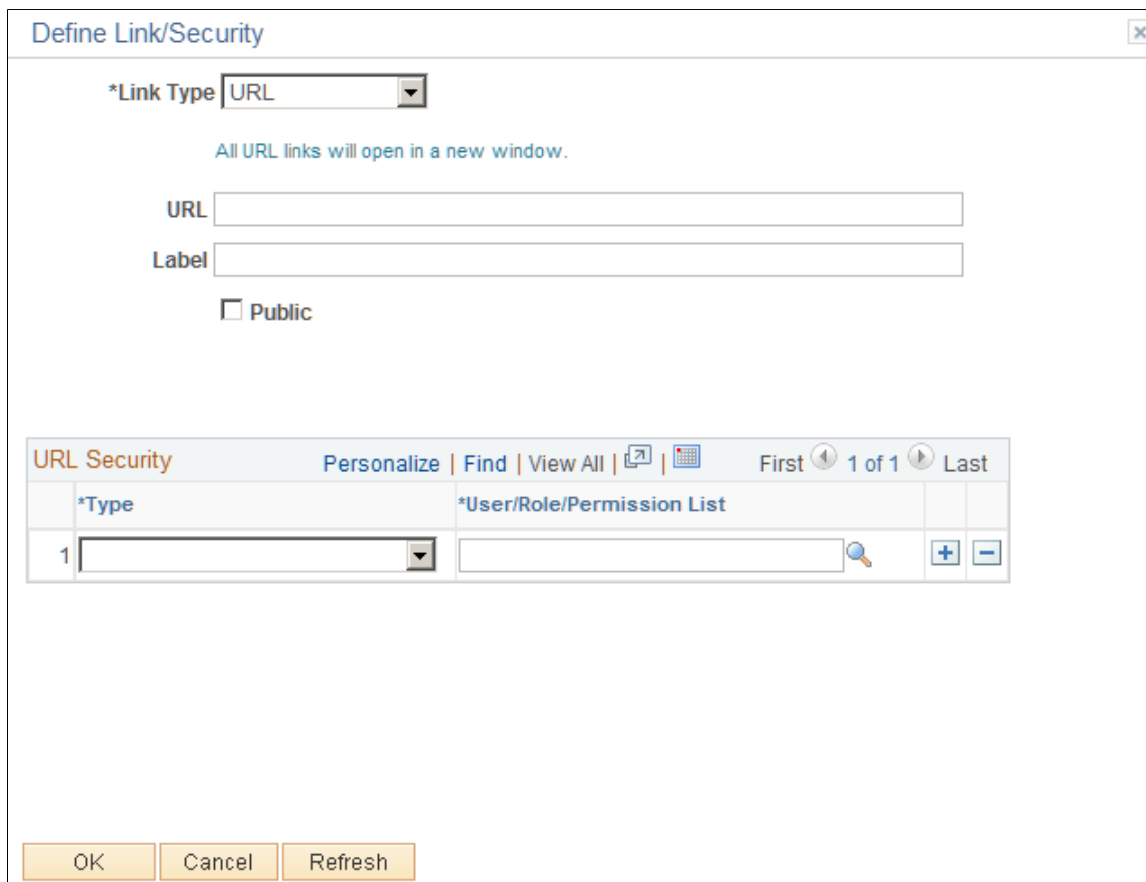 Define Link/Security
*Link Type URL
All URL links will open in a new window.
URL
Label
Public
URL Security Personalize | Find | View All | | First 1 of 1 Last
*Type *User/Role/Permission List
1
OK Cancel Refresh